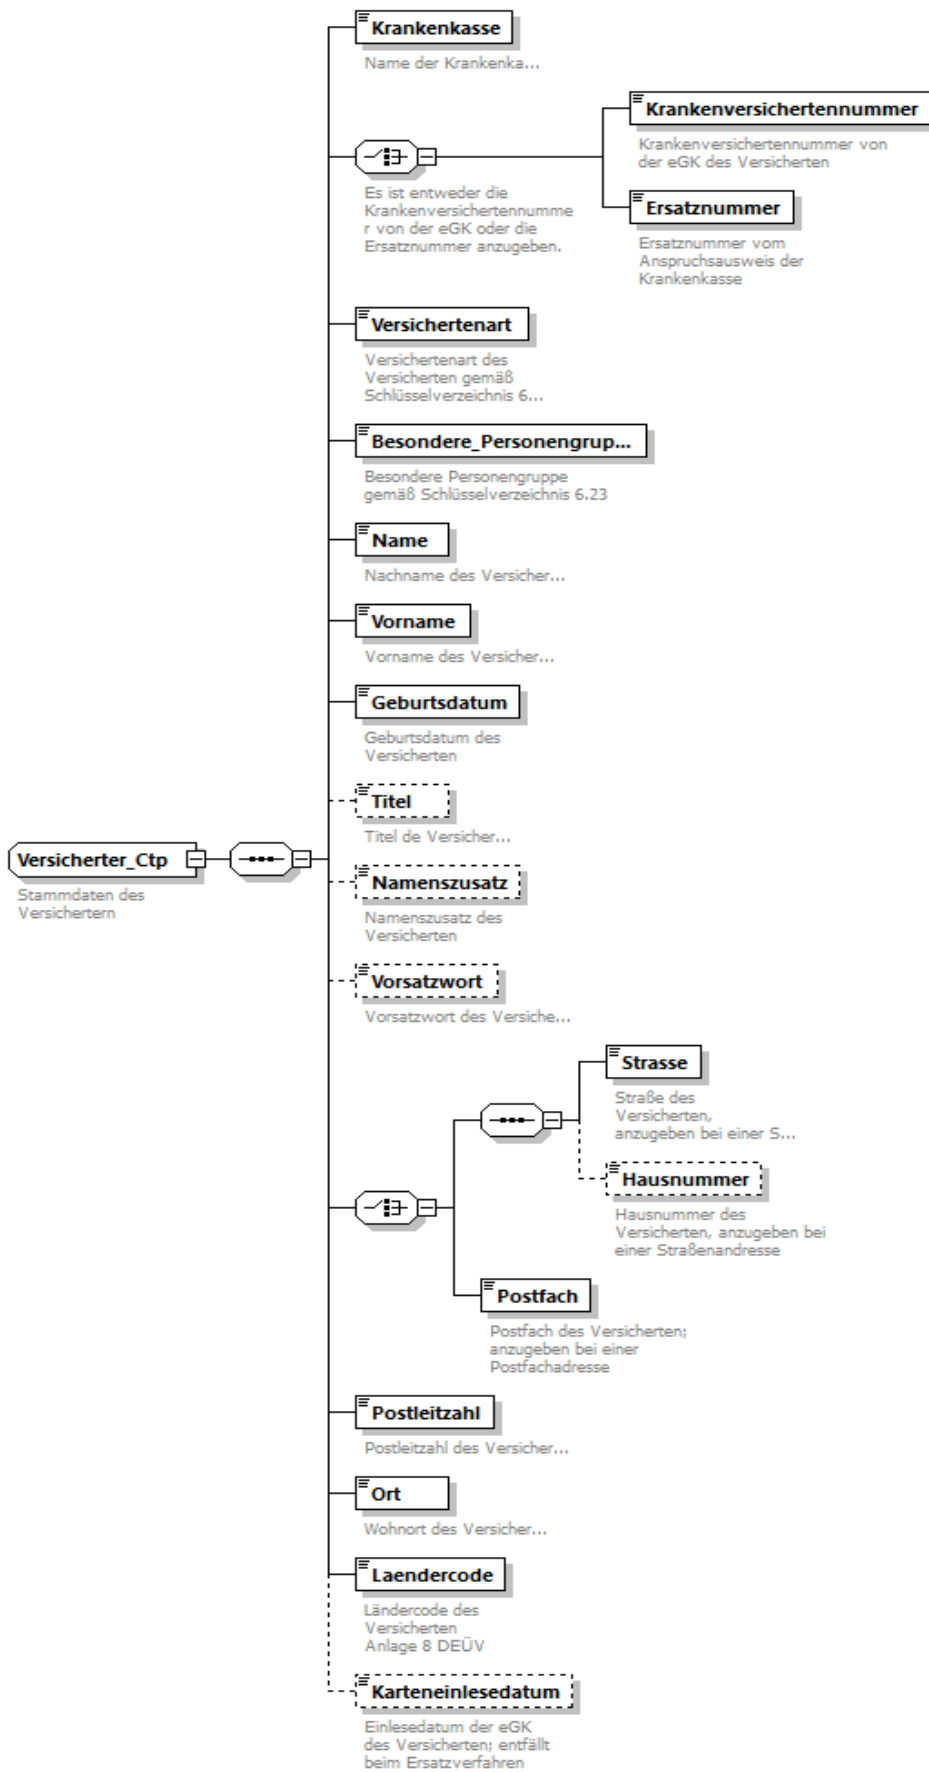 Krankenkasse
Name der Krankenka...
Krankenversichertennummer
Krankenversichertennummer von
der eGK des Versicherten
Es ist entweder die
Krankenversichertennumme
r von der eGK oder die
Ersatznummer anzugeben.
Ersatznummer
Ersatznummer vom
Anspruchsausweis der
Krankenkasse
Versichertenart
Versichertenart des
Versicherten gemäß
Schlüsselverzeichnis 6...
Besondere_Personengrup...
Besondere Personengruppe
gemäß Schlüsselverzeichnis 6.23
Name
Nachname des Versicher...
Vorname
Vorname des Versicher...
Geburtsdatum
Geburtsdatum des
Versicherten
Titel
Titel de Versicher...
Versicherter_Ctp
Stammdaten des
Versichertern
Namenszusatz
Namenszusatz des
Versicherten
Vorsatzwort
Vorsatzwort des Versiche...
Strasse
Straße des
Versicherten,
anzugeben bei einer S...
Hausnummer
Hausnummer des
Versicherten, anzugeben bei
einer Straßenandresse
Postfach
Postfach des Versicherten;
anzugeben bei einer
Postfachadresse
Postleitzahl
Postleitzahl des Versicher...
Ort
Wohnort des Versicher...
Laendercode
Ländercode des
Versicherten
Anlage 8 DEÜV
Karteneinlesedatum
Einlesedatum der eGK
des Versicherten; entfällt
beim Ersatzverfahren